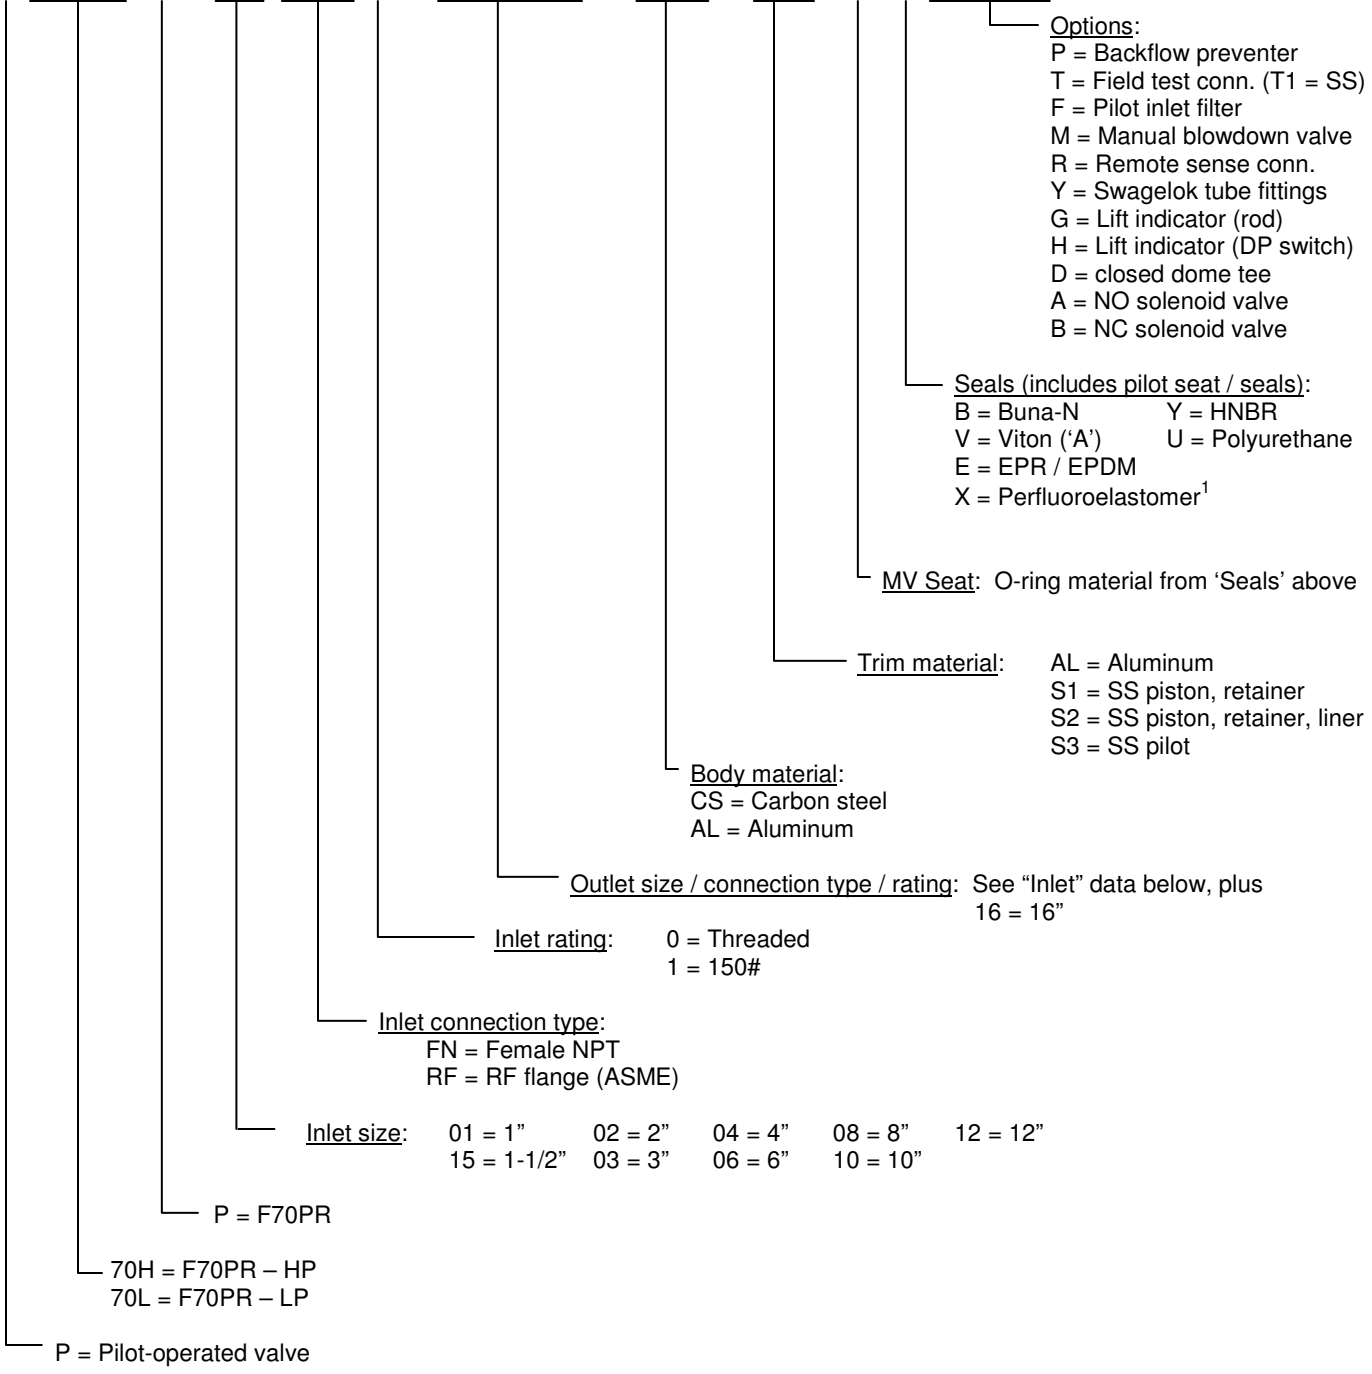 Options:
P = Backflow preventer
T = Field test conn. (T1 = SS)
F = Pilot inlet filter
M = Manual blowdown valve
R = Remote sense conn.
Y = Swagelok tube fittings
G = Lift indicator (rod)
H = Lift indicator (DP switch)
D = closed dome tee
A = NO solenoid valve
B = NC solenoid valve
Seals (includes pilot seat / seals):
B = Buna-N Y = HNBR
V = Viton (‘A’) U = Polyurethane
E = EPR / EPDM
X = Perfluoroelastomer¹
MV Seat: O-ring material from ‘Seals’ above
Trim material: AL = Aluminum
S1 = SS piston, retainer
S2 = SS piston, retainer, liner
S3 = SS pilot
Body material:
CS = Carbon steel
AL = Aluminum
Outlet size / connection type / rating: See “Inlet” data below, plus
16 = 16”
Inlet rating: 0 = Threaded
1 = 150#
Inlet connection type:
FN = Female NPT
RF = RF flange (ASME)
Inlet size: 01 = 1” 02 = 2” 04 = 4” 08 = 8” 12 = 12”
15 = 1-1/2” 03 = 3” 06 = 6” 10 = 10”
P = F70PR
70H = F70PR – HP
70L = F70PR – LP
P = Pilot-operated valve